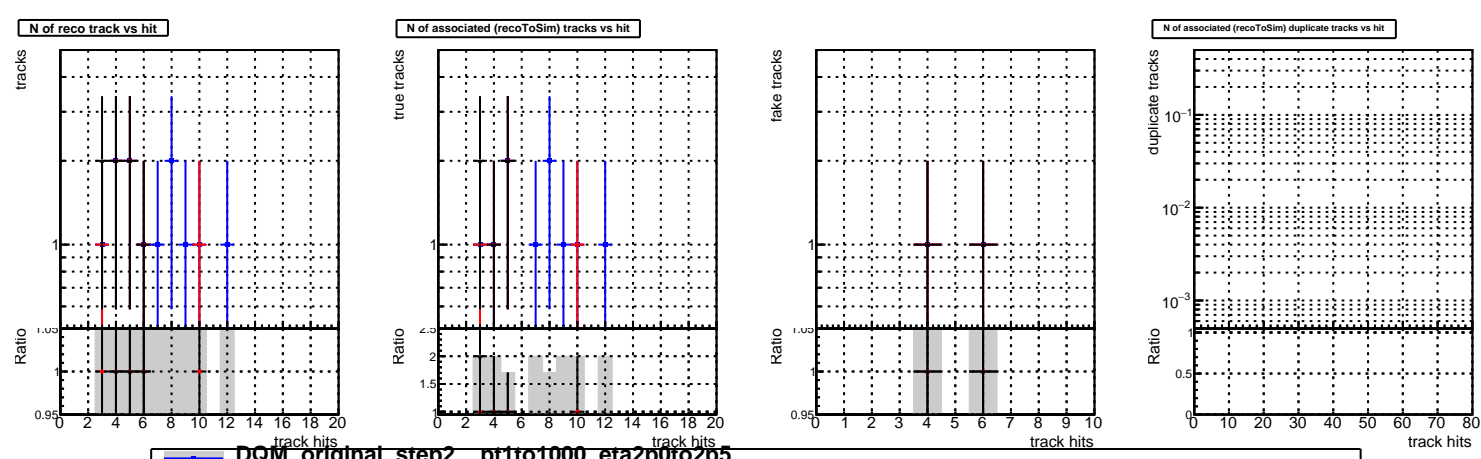 N of reco track vs hit
N of associated (recoToSim) tracks vs hit
N of associated (recoToSim) duplicate tracks vs hit
tracks
1
Ratio
1.05
1
0.95
0 2 4 6 8 10 12 14 16 18 20
track hits
true tracks
1
Ratio
2.5
2
1.5
1
0 2 4 6 8 10 12 14 16 18 20
track hits
fake tracks
1
Ratio
1.05
1
0.95
0 1 2 3 4 5 6 7 8 9 10
track hits
duplicate tracks
10−1
10−2
10−3
Ratio
1
0.5
0
0 10 20 30 40 50 60 70 80
track hits
DQM_original_step2__pt1to1000_eta2p0to2p5